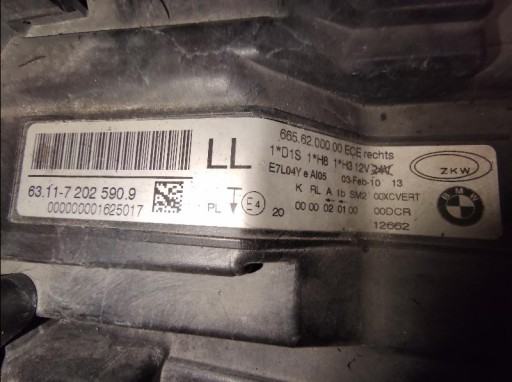 LL
63.11-7 202 590.9
000000001625017
PL
E4
20
665.62.000.00 ECE rechts
1*D1S 1*H8 1*H3 12V 24V
E7L04Y e AI05 03-Feb-10 13
K RL A 1b SM2 00XCVERT
00 00 02 01 00 00DCR
12662
ZKW
BMW